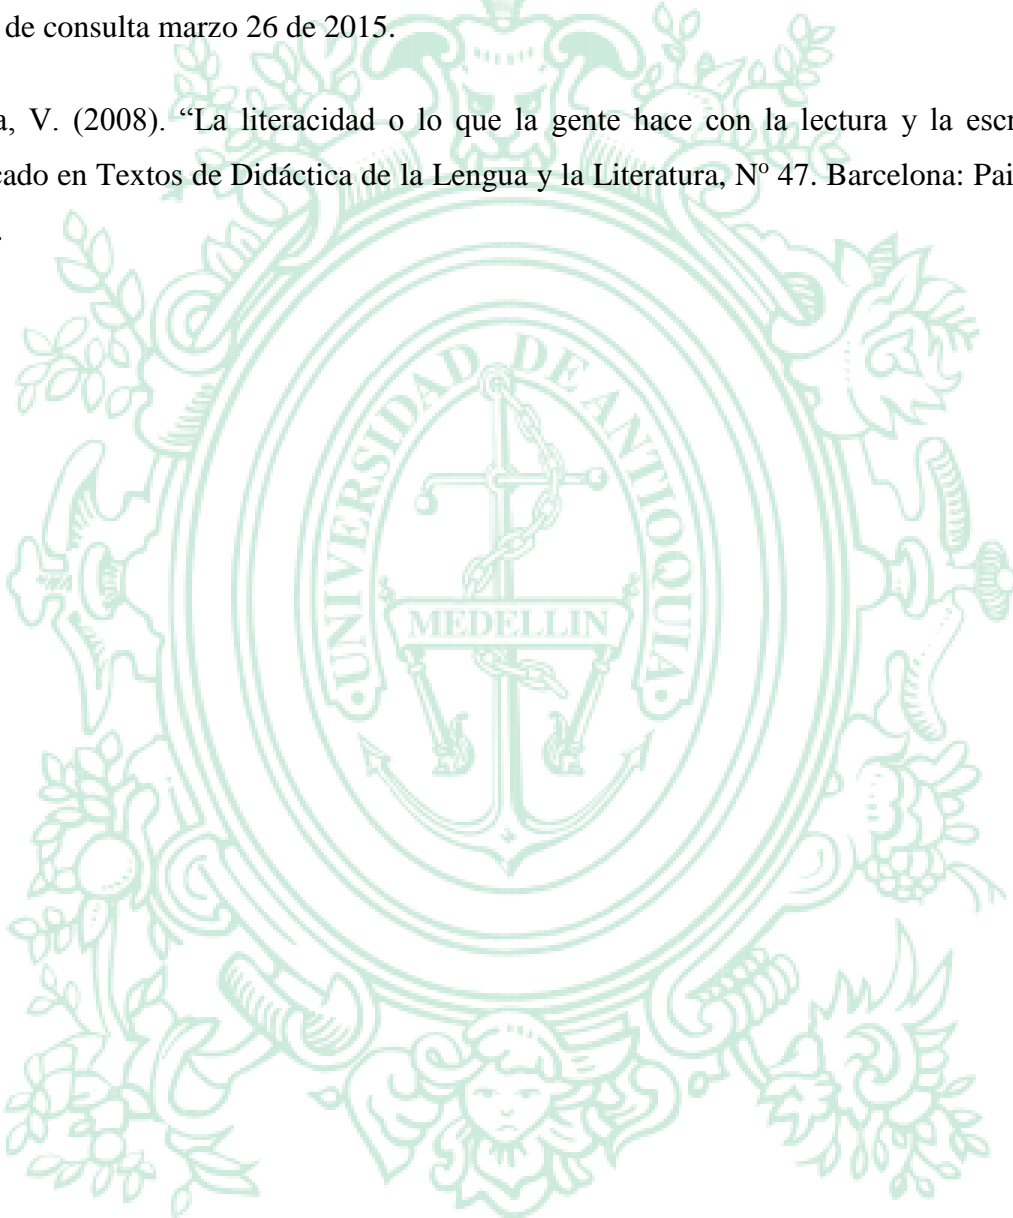 de consulta marzo 26 de 2015.
a, V. (2008). “La literacidad o lo que la gente hace con la lectura y la escr
cado en Textos de Didáctica de la Lengua y la Literatura, Nº 47. Barcelona: Pai
.
UNIVERSIDAD DE ANTIOQUIA
MEDELLIN